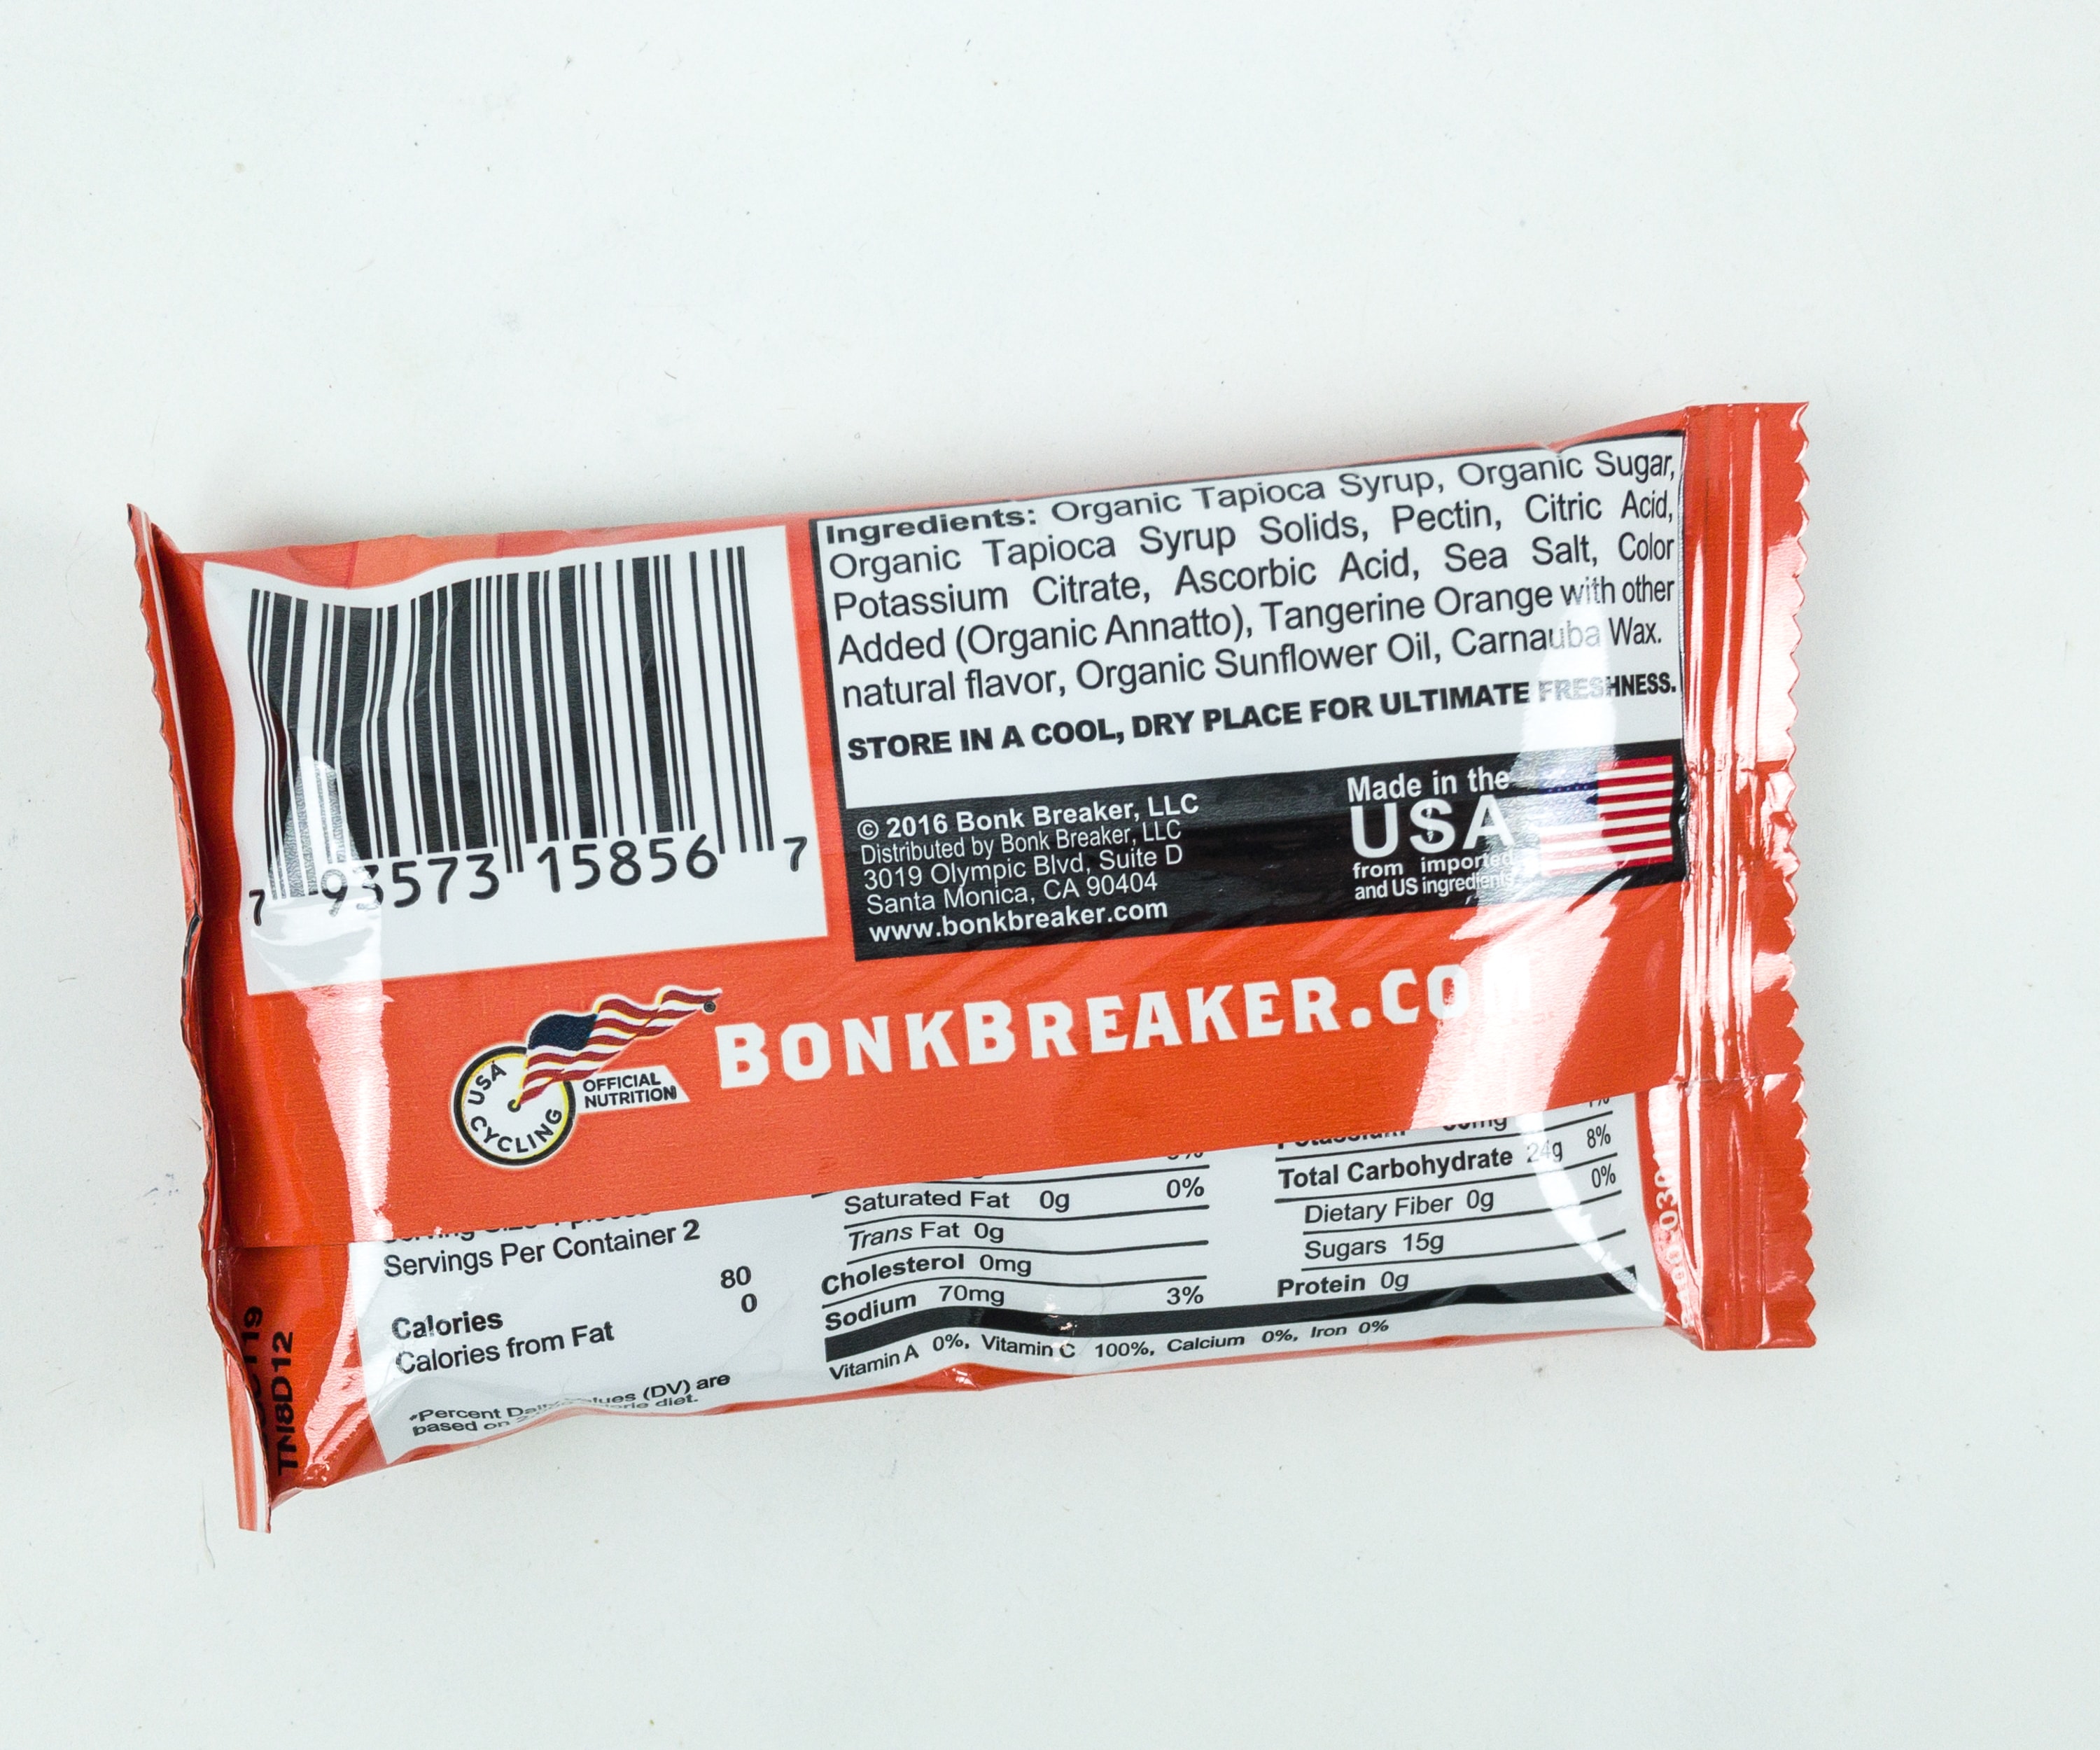 Ingredients: Organic Tapioca Syrup, Organic Sugar,
Organic Tapioca Syrup Solids, Pectin, Citric Acid,
Potassium Citrate, Ascorbic Acid, Sea Salt, Color
Added (Organic Annatto), Tangerine Orange with other
natural flavor, Organic Sunflower Oil, Carnauba Wax.
STORE IN A COOL, DRY PLACE FOR ULTIMATE FRESHNESS.
7 93573 15856 7
© 2016 Bonk Breaker, LLC
Distributed by Bonk Breaker, LLC
3019 Olympic Blvd, Suite D
Santa Monica, CA 90404
www.bonkbreaker.com
Made in the
USA
from imported
and US ingredients
USA CYCLING
OFFICIAL
NUTRITION
BONKBREAKER.CO
Servings Per Container 2
Calories 80
Calories from Fat 0
*Percent (DV) are
based on diet.
Saturated Fat 0g 0%
Trans Fat 0g
Cholesterol 0mg
Sodium 70mg 3%
Total Carbohydrate 24g 8%
Dietary Fiber 0g 0%
Sugars 15g
Protein 0g
Vitamin A 0%, Vitamin C 100%, Calcium 0%, Iron 0%
TN8D12